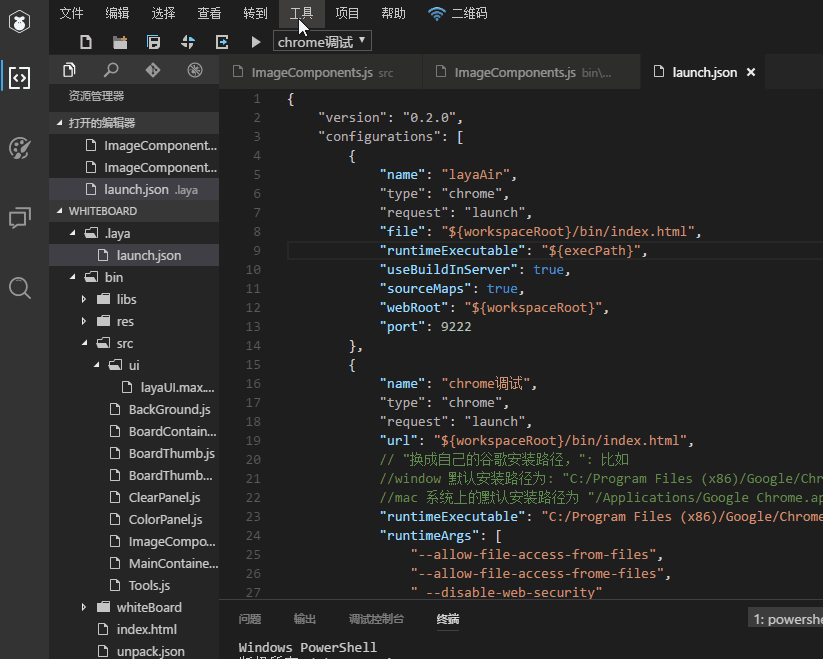 文件 编辑 选择 查看 转到 工具 项目 帮助 二维码
chrome调试
ImageComponents.js src ImageComponents.js bin\... launch.json ×
资源管理器
打开的编辑器
ImageComponent...
ImageComponent...
launch.json .laya
WHITEBOARD
.laya
launch.json
bin
libs
res
src
ui
layaUI.max....
BackGround.js
BoardContain...
BoardThumb.js
BoardThumb...
ClearPanel.js
ColorPanel.js
ImageCompo...
MainContaine...
Tools.js
whiteBoard
index.html
unpack.json
1 {
2 "version": "0.2.0",
3 "configurations": [
4 {
5 "name": "layaAir",
6 "type": "chrome",
7 "request": "launch",
8 "file": "${workspaceRoot}/bin/index.html",
9 "runtimeExecutable": "${execPath}",
10 "useBuildInServer": true,
11 "sourceMaps": true,
12 "webRoot": "${workspaceRoot}",
13 "port": 9222
14 },
15 {
16 "name": "chrome调试",
17 "type": "chrome",
18 "request": "launch",
19 "url": "${workspaceRoot}/bin/index.html",
20 // "换成自己的谷歌安装路径，": 比如
21 //window 默认安装路径为: "C:/Program Files (x86)/Google/Chr
22 //mac 系统上的默认安装路径为 "/Applications/Google Chrome.ap
23 "runtimeExecutable": "C:/Program Files (x86)/Google/Chrome
24 "runtimeArgs": [
25 "--allow-file-access-from-files",
26 "--allow-file-access-frome-files",
27 " --disable-web-security"
问题 输出 调试控制台 终端 1: powershe
Windows PowerShell